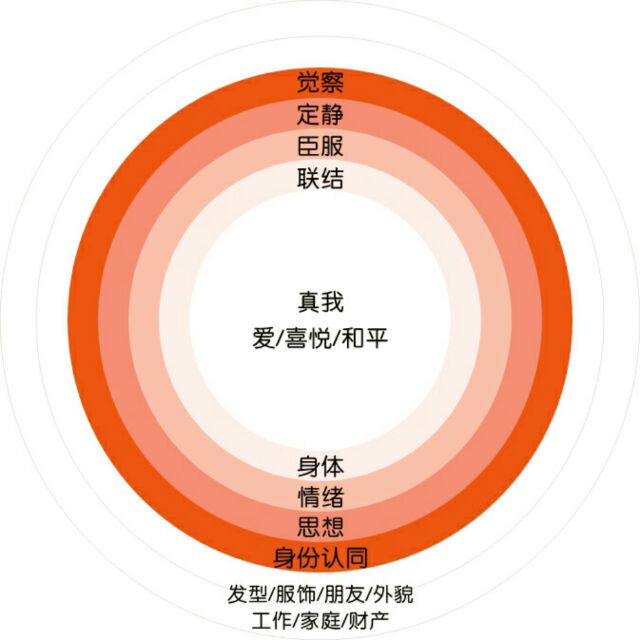 觉察
定静
臣服
联结
真我
爱/喜悦/和平
身体
情绪
思想
身份认同
发型/服饰/朋友/外貌
工作/家庭/财产